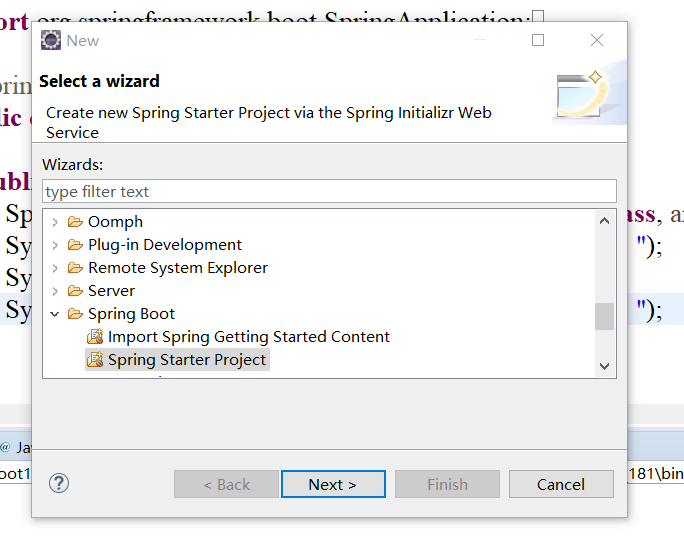 ort org.springframework.boot.SpringApplication;
New
Select a wizard
Create new Spring Starter Project via the Spring Initializr Web
Service
Wizards:
type filter text
Oomph
Plug-in Development
Remote System Explorer
Server
Spring Boot
Import Spring Getting Started Content
Spring Starter Project
< Back
Next >
Finish
Cancel
prin
lic
ubli
Sp
ass, a
Sy
");
Sy
Sy
");
@ Ja
oot1
181\bin